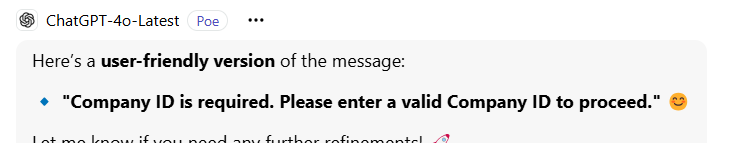 ChatGPT-4o-Latest Poe ...
Here's a user-friendly version of the message:
🔹 "Company ID is required. Please enter a valid Company ID to proceed." 😊
Let me know if you need any further refinements! 🚀